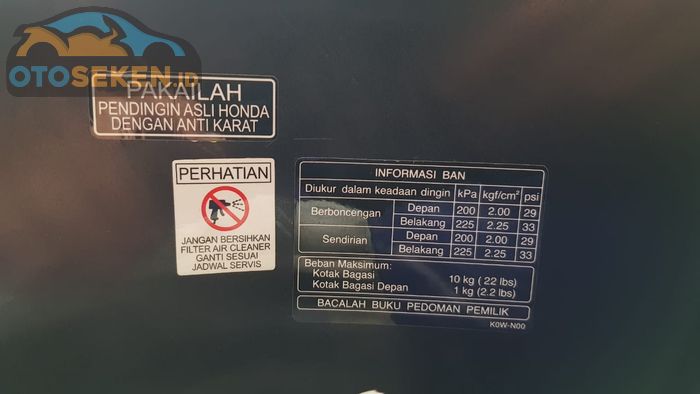 OTOSEKEN.ID
PAKAILAH
PENDINGIN ASLI HONDA
DENGAN ANTI KARAT
PERHATIAN
JANGAN BERSIHKAN
FILTER AIR CLEANER
GANTI SESUAI
JADWAL SERVIS
INFORMASI BAN
Diukur dalam keadaan dingin kPa kgf/cm² psi
Berboncengan Depan 200 2.00 29
Belakang 225 2.25 33
Sendirian Depan 200 2.00 29
Belakang 225 2.25 33
Beban Maksimum:
Kotak Bagasi 10 kg ( 22 lbs)
Kotak Bagasi Depan 1 kg (2.2 lbs)
BACALAH BUKU PEDOMAN PEMILIK
K0W-N00